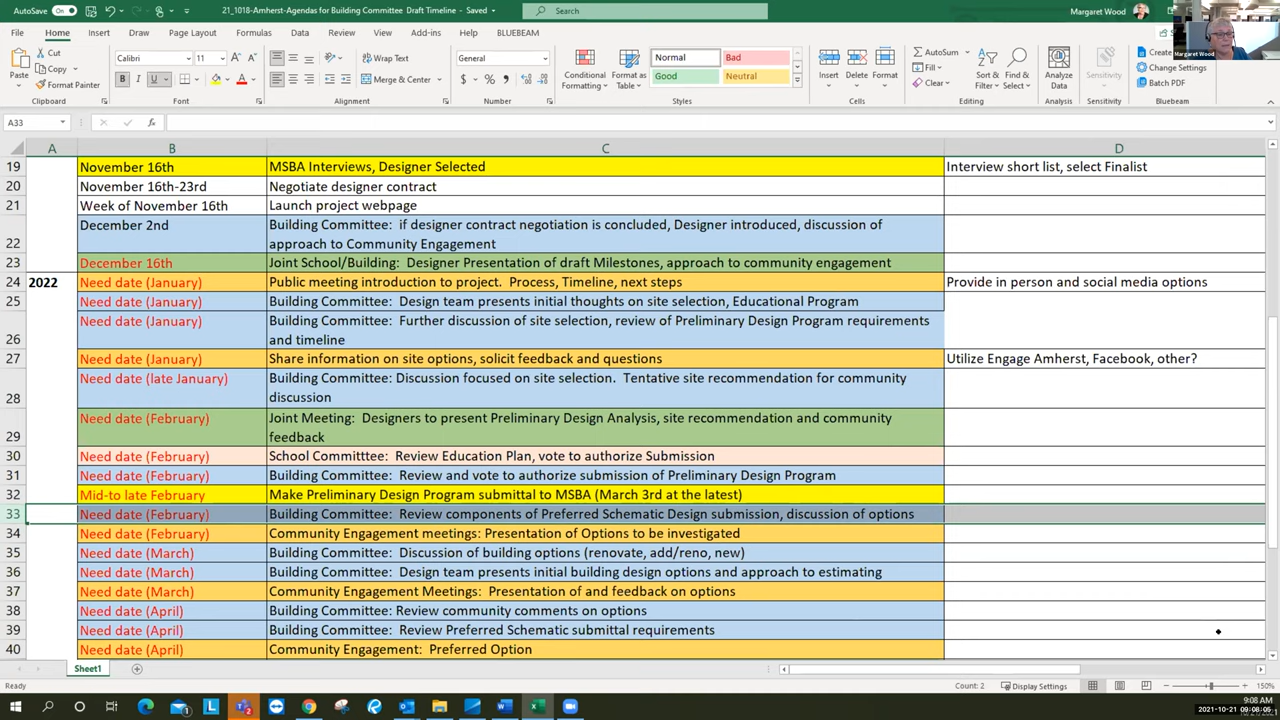 AutoSave On
21_1018-Amherst-Agendas for Building Committee Draft Timeline - Saved
Search
Margaret Wood
File Home Insert Draw Page Layout Formulas Data Review View Add-ins Help BLUEBEAM
Cut
Copy
Format Painter
Paste
Clipboard
Calibri 11
B I U
Font
Wrap Text
Merge & Center
Alignment
General
$ % 9
Number
Conditional Formatting
Format as Table
Normal Bad
Good Neutral
Styles
Insert Delete Format
Cells
AutoSum
Fill
Clear
Sort & Filter
Find & Select
Editing
Analyze Data
Analysis
Sensitivity
Sensitivity
Change Settings
Batch PDF
Bluebeam
Margaret Wood
A33
fx
A B C D
19 November 16th MSBA Interviews, Designer Selected Interview short list, select Finalist
20 November 16th-23rd Negotiate designer contract
21 Week of November 16th Launch project webpage
22 December 2nd Building Committee: if designer contract negotiation is concluded, Designer introduced, discussion of
approach to Community Engagement
23 December 16th Joint School/Building: Designer Presentation of draft Milestones, approach to community engagement
24 2022 Need date (January) Public meeting introduction to project. Process, Timeline, next steps Provide in person and social media options
25 Need date (January) Building Committee: Design team presents initial thoughts on site selection, Educational Program
26 Need date (January) Building Committee: Further discussion of site selection, review of Preliminary Design Program requirements
and timeline
27 Need date (January) Share information on site options, solicit feedback and questions Utilize Engage Amherst, Facebook, other?
28 Need date (late January) Building Committee: Discussion focused on site selection. Tentative site recommendation for community
discussion
29 Need date (February) Joint Meeting: Designers to present Preliminary Design Analysis, site recommendation and community
feedback
30 Need date (February) School Committtee: Review Education Plan, vote to authorize Submission
31 Need date (February) Building Committee: Review and vote to authorize submission of Preliminary Design Program
32 Mid-to late February Make Preliminary Design Program submittal to MSBA (March 3rd at the latest)
33 Need date (February) Building Committee: Review components of Preferred Schematic Design submission, discussion of options
34 Need date (February) Community Engagement meetings: Presentation of Options to be investigated
35 Need date (March) Building Committee: Discussion of building options (renovate, add/reno, new)
36 Need date (March) Building Committee: Design team presents initial building design options and approach to estimating
37 Need date (March) Community Engagement Meetings: Presentation of and feedback on options
38 Need date (April) Building Committee: Review community comments on options
39 Need date (April) Building Committee: Review Preferred Schematic submittal requirements
40 Need date (April) Community Engagement: Preferred Option
Sheet1
Ready
Count: 2
Display Settings
150%
9:08 AM
2021-10-21 09:08:05